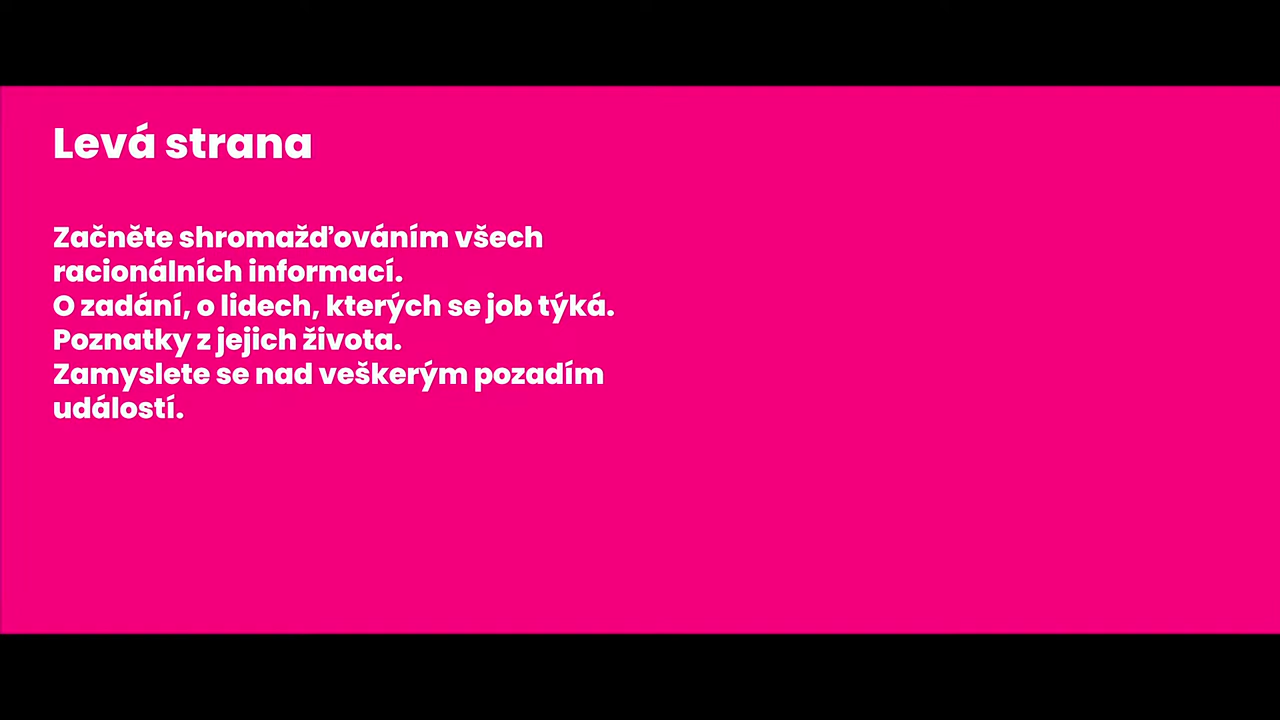 Levá strana
Začněte shromažďováním všech
racionálních informací.
O zadání, o lidech, kterých se job týká.
Poznatky z jejich života.
Zamyslete se nad veškerým pozadím
událostí.